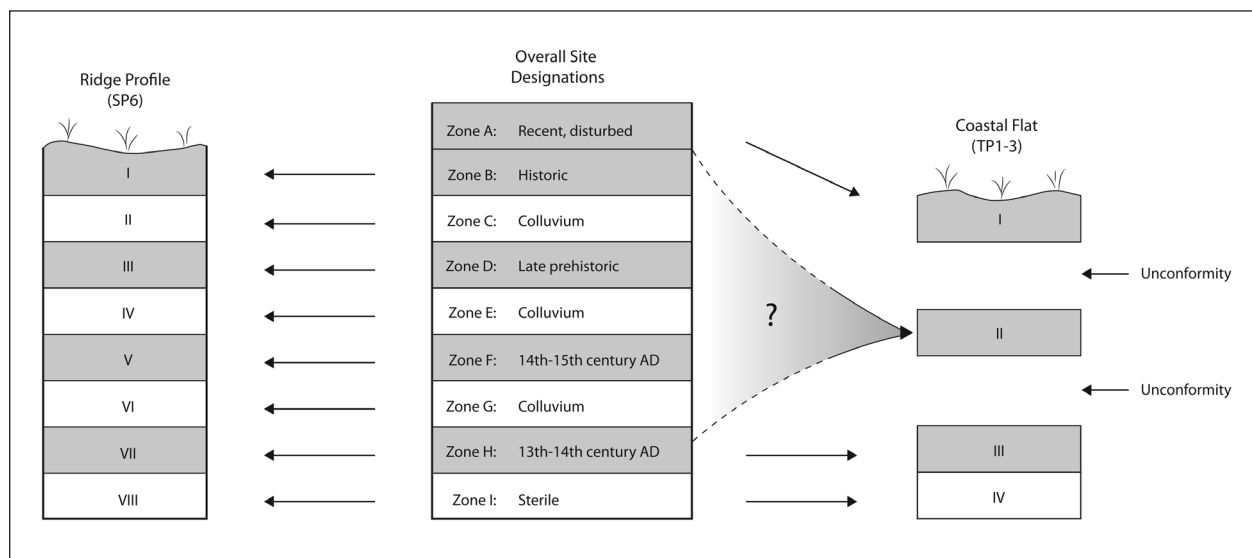 Ridge Profile
(SP6)
I
II
III
IV
V
VI
VII
VIII
Overall Site
Designations
Zone A: Recent, disturbed
Zone B: Historic
Zone C: Colluvium
Zone D: Late prehistoric
Zone E: Colluvium
Zone F: 14th-15th century AD
Zone G: Colluvium
Zone H: 13th-14th century AD
Zone I: Sterile
?
Coastal Flat
(TP1-3)
I
Unconformity
II
Unconformity
III
IV